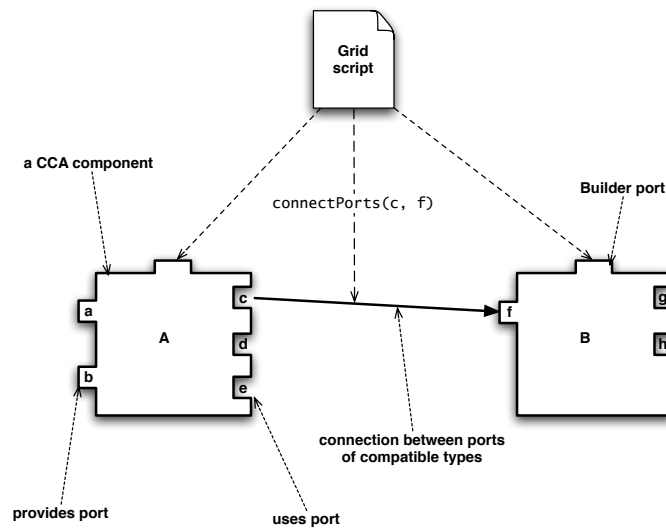 Grid
script
a CCA component
Builder port
connectPorts(c, f)
a
c
f
g
A
d
B
h
b
e
connection between ports
of compatible types
provides port
uses port